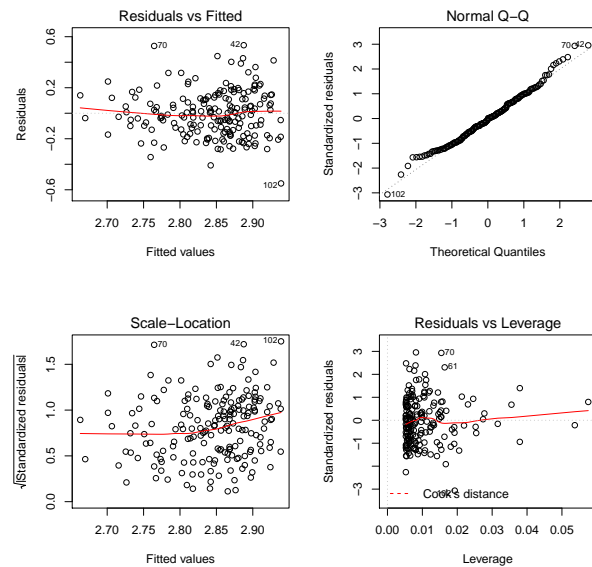 Residuals vs Fitted
Residuals
0.6
0.2
−0.2
−0.6
70
42
102
2.70 2.75 2.80 2.85 2.90
Fitted values
Normal Q−Q
Standardized residuals
3
2
1
0
−1
−2
−3
70
42
102
−3 −2 −1 0 1 2
Theoretical Quantiles
Scale−Location
√|Standardized residuals|
1.5
1.0
0.5
0.0
70
42
102
2.70 2.75 2.80 2.85 2.90
Fitted values
Residuals vs Leverage
Standardized residuals
3
2
1
0
−1
−3
70
61
Cook's distance
0.00 0.01 0.02 0.03 0.04 0.05
Leverage